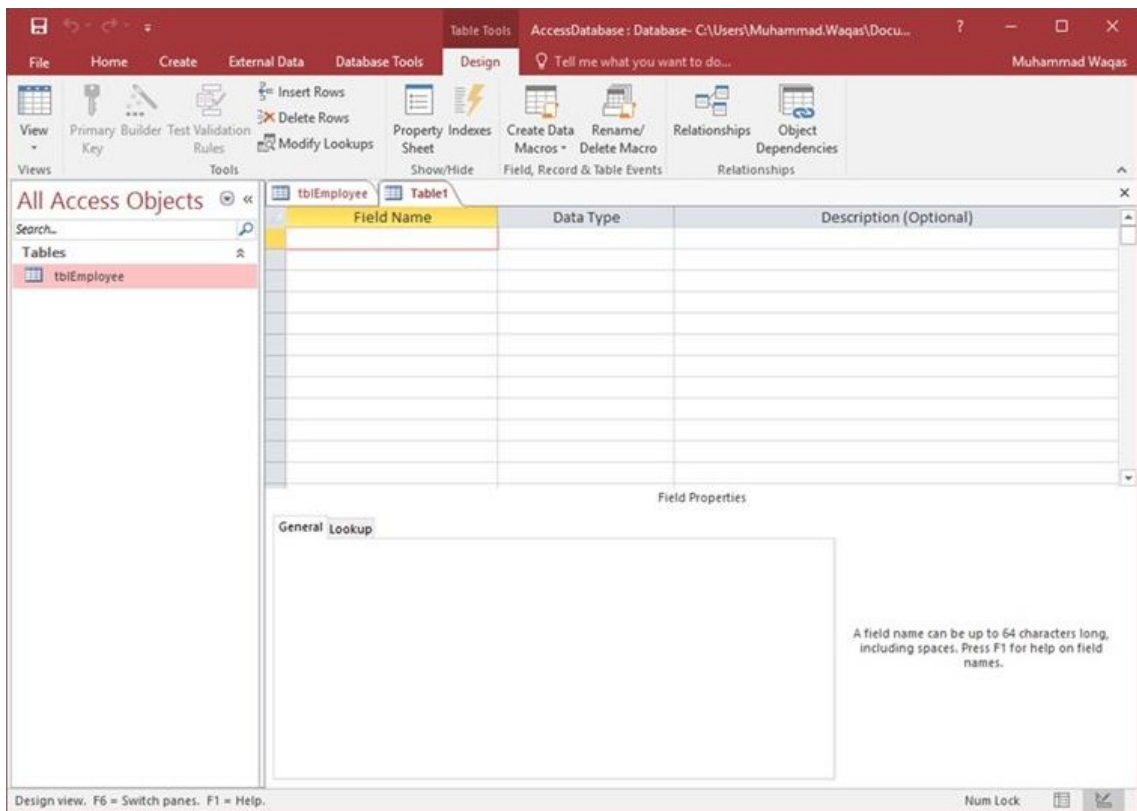 Table Tools
AccessDatabase : Database- C:\Users\Muhammad.Waqas\Docu...
?
File Home Create External Data Database Tools Design Tell me what you want to do... Muhammad Waqas
View
Views
Primary Key
Builder
Test Validation Rules
Insert Rows
Delete Rows
Modify Lookups
Tools
Property Sheet
Indexes
Show/Hide
Create Data Macros
Rename/ Delete Macro
Field, Record & Table Events
Relationships
Object Dependencies
Relationships
All Access Objects
Search...
Tables
tblEmployee
tblEmployee Table1
Field Name Data Type Description (Optional)
Field Properties
General Lookup
A field name can be up to 64 characters long,
including spaces. Press F1 for help on field
names.
Design view. F6 = Switch panes. F1 = Help.
Num Lock